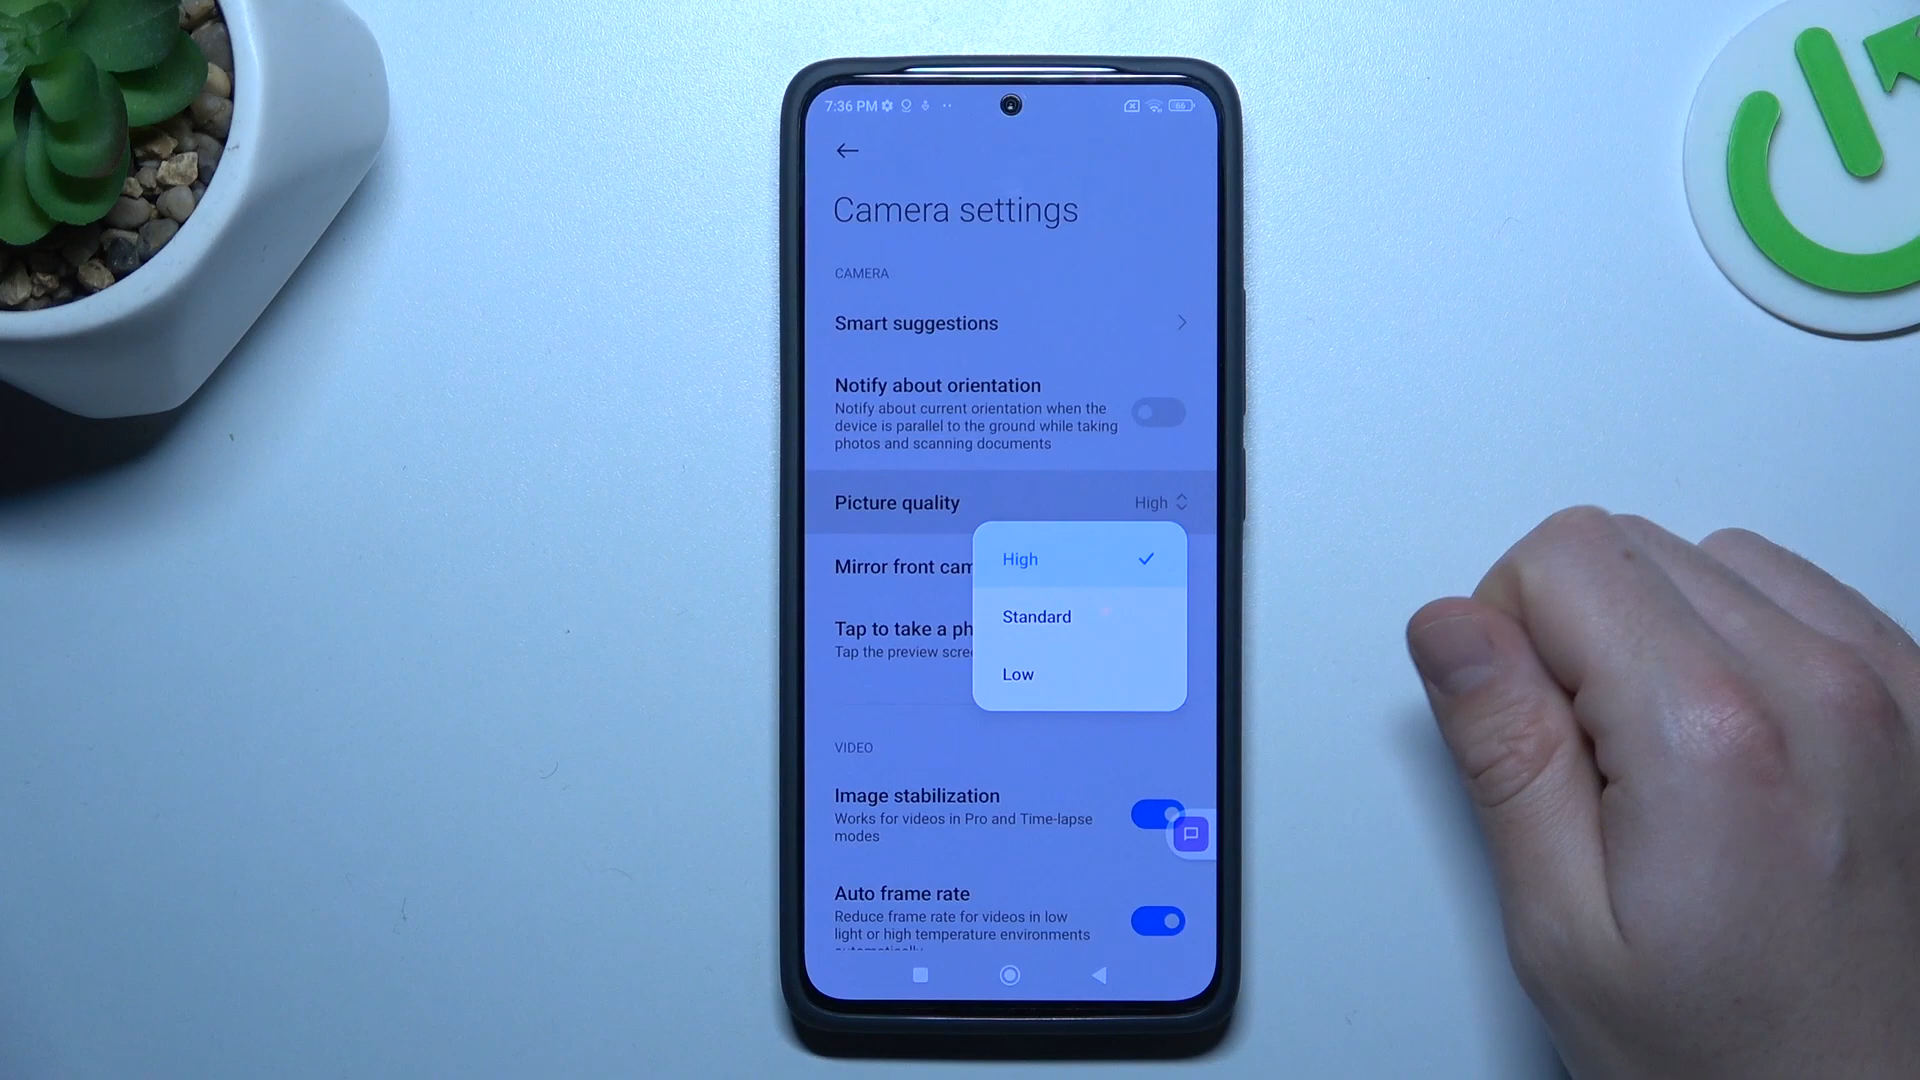 7:36 PM
66
Camera settings
CAMERA
Smart suggestions
Notify about orientation
Notify about current orientation when the
device is parallel to the ground while taking
photos and scanning documents
Picture quality High
High
Standard
Low
Mirror front cam
Tap to take a ph
Tap the preview scree
VIDEO
Image stabilization
Works for videos in Pro and Time-lapse
modes
Auto frame rate
Reduce frame rate for videos in low
light or high temperature environments